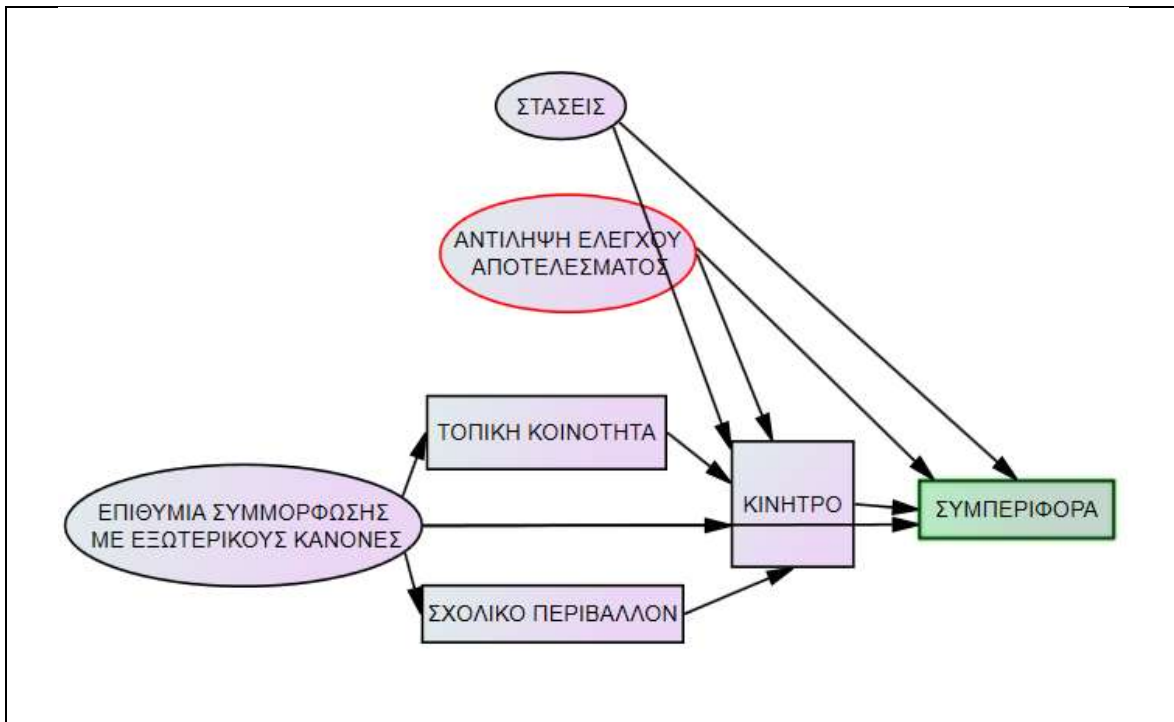 ΣΤΑΣΕΙΣ
ΑΝΤΙΛΗΨΗ ΕΛΕΓΧΟΥ
ΑΠΟΤΕΛΕΣΜΑΤΟΣ
ΤΟΠΙΚΗ ΚΟΙΝΟΤΗΤΑ
ΕΠΙΘΥΜΙΑ ΣΥΜΜΟΡΦΩΣΗΣ
ΜΕ ΕΞΩΤΕΡΙΚΟΥΣ ΚΑΝΟΝΕΣ
ΚΙΝΗΤΡΟ
ΣΥΜΠΕΡΙΦΟΡΑ
ΣΧΟΛΙΚΟ ΠΕΡΙΒΑΛΛΟΝ